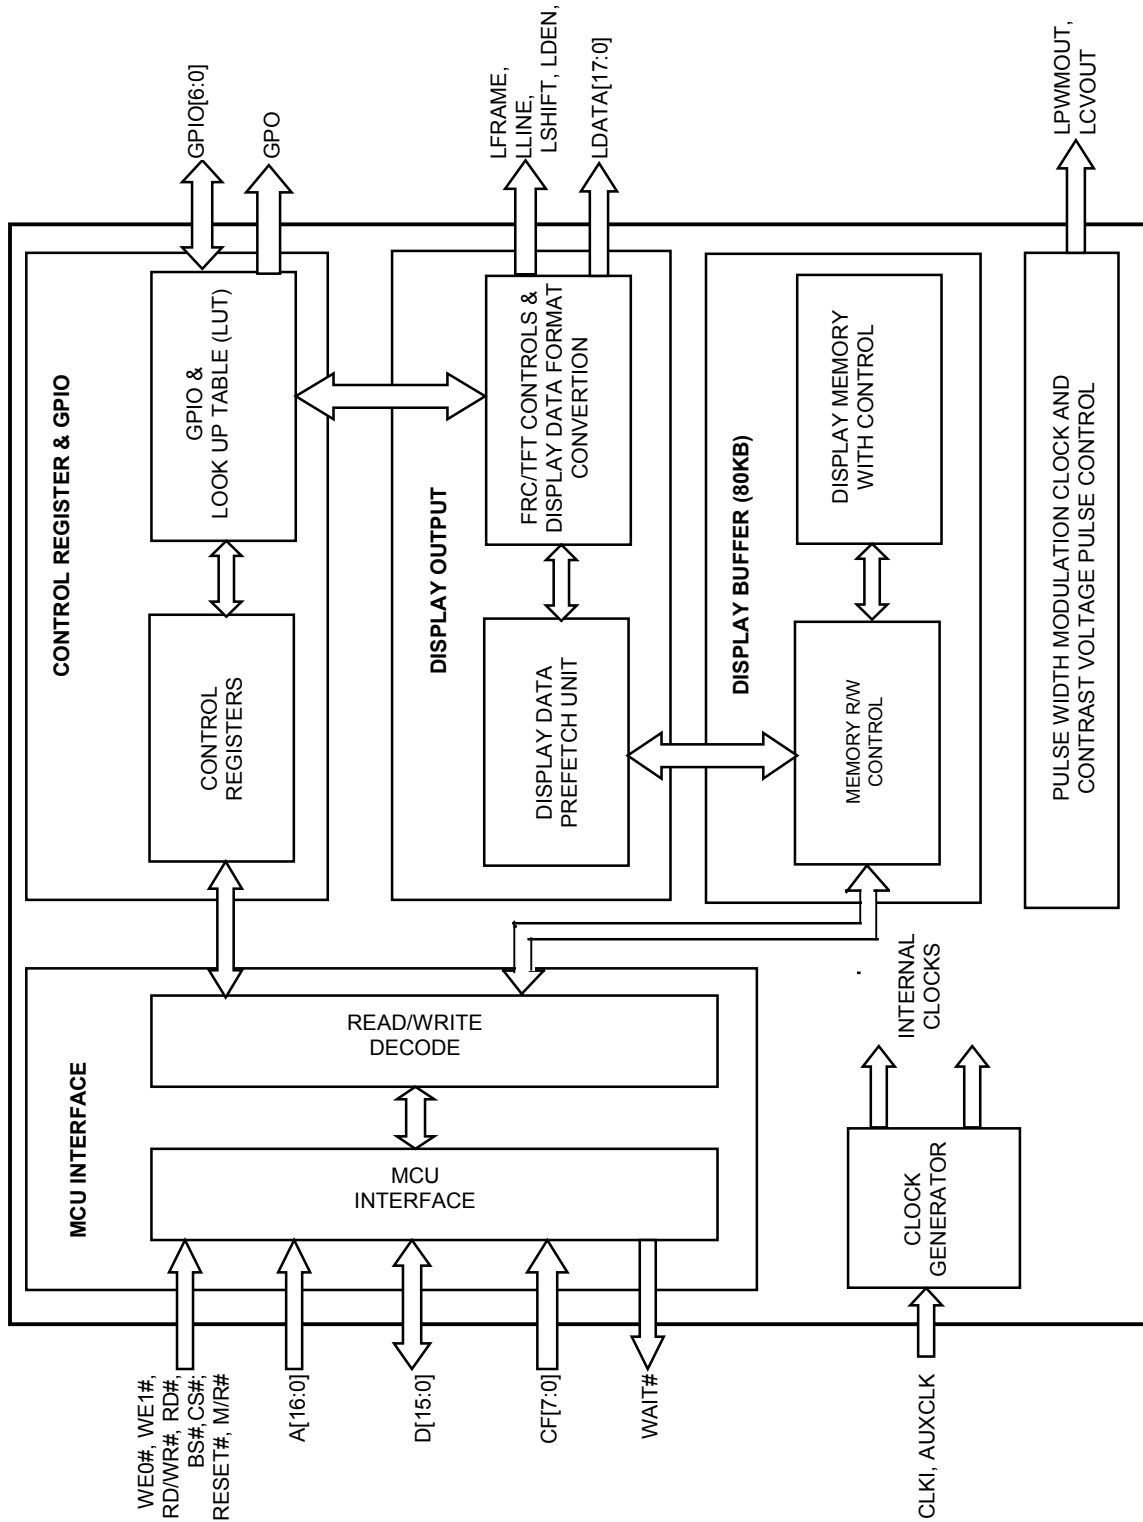 WE0#, WE1#,
RD/WR#, RD#,
BS#,CS#;
RESET#, M/R#
A[16:0]
D[15:0]
CF[7:0]
WAIT#
CLKI, AUXCLK
MCU INTERFACE
MCU
INTERFACE
READ/WRITE
DECODE
CLOCK
GENERATOR
INTERNAL
CLOCKS
CONTROL REGISTER & GPIO
CONTROL
REGISTERS
GPIO &
LOOK UP TABLE (LUT)
GPIO[6:0]
GPO
DISPLAY OUTPUT
DISPLAY DATA
PREFETCH UNIT
FRC/TFT CONTROLS &
DISPLAY DATA FORMAT
CONVERTION
LFRAME,
LLINE,
LSHIFT, LDEN,
LDATA[17:0]
DISPLAY BUFFER (80KB)
MEMORY R/W
CONTROL
DISPLAY MEMORY
WITH CONTROL
PULSE WIDTH MODULATION CLOCK AND
CONTRAST VOLTAGE PULSE CONTROL
LPWMOUT,
LCVOUT